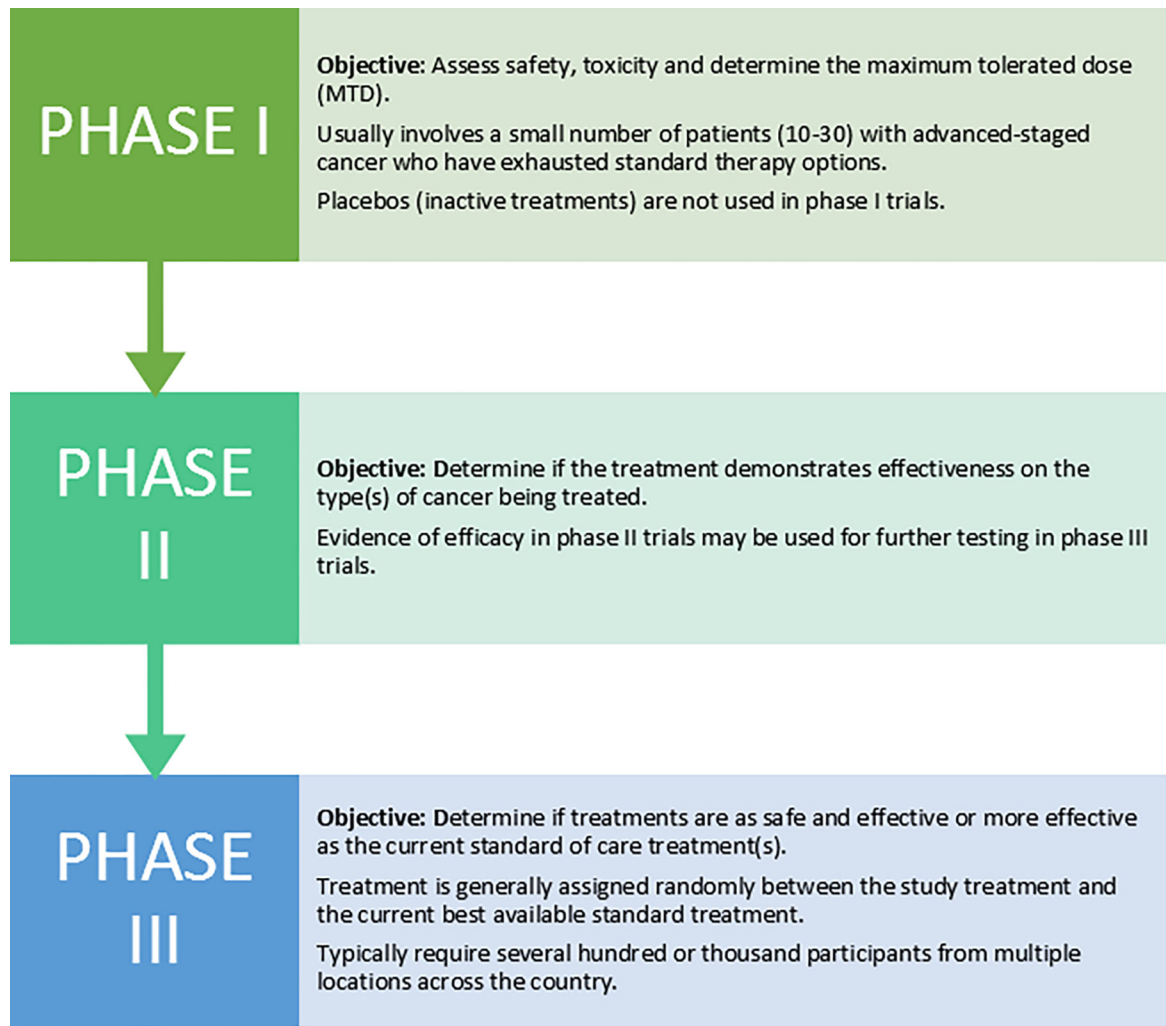 PHASE I
Objective: Assess safety, toxicity and determine the maximum tolerated dose
(MTD).
Usually involves a small number of patients (10-30) with advanced-staged
cancer who have exhausted standard therapy options.
Placebos (inactive treatments) are not used in phase I trials.
PHASE
II
Objective: Determine if the treatment demonstrates effectiveness on the
type(s) of cancer being treated.
Evidence of efficacy in phase II trials may be used for further testing in phase III
trials.
PHASE
III
Objective: Determine if treatments are as safe and effective or more effective
as the current standard of care treatment(s).
Treatment is generally assigned randomly between the study treatment and
the current best available standard treatment.
Typically require several hundred or thousand participants from multiple
locations across the country.